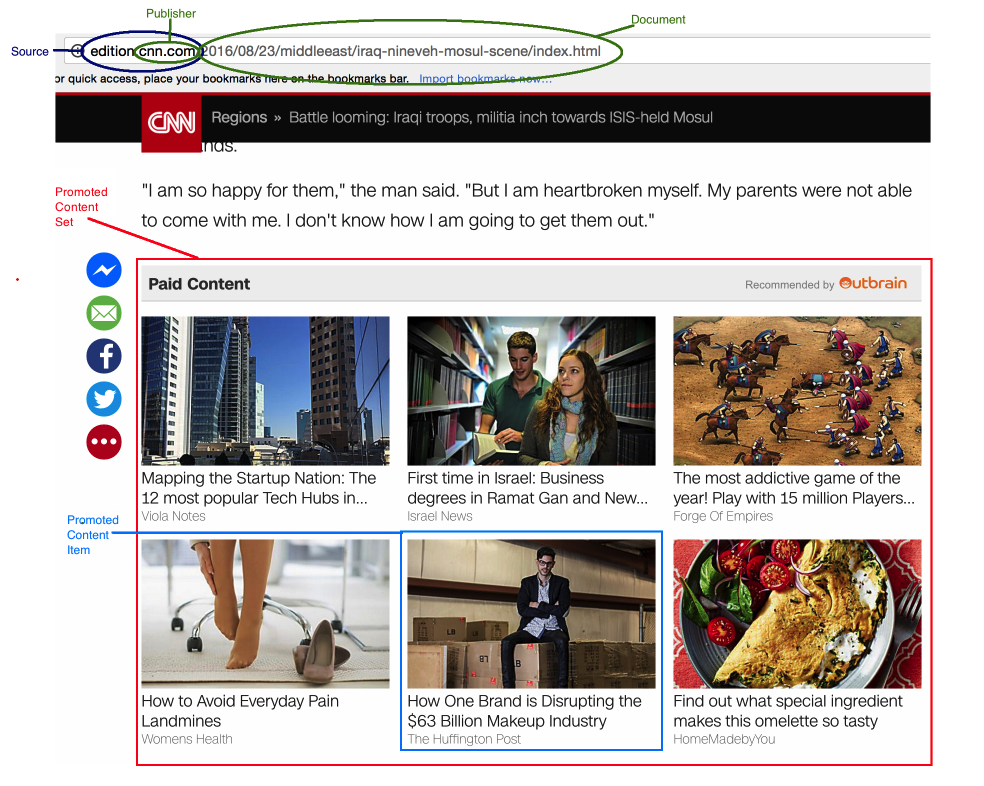 Publisher
Document
Source
edition.cnn.com/2016/08/23/middleeast/iraq-nineveh-mosul-scene/index.html
or quick access, place your bookmarks here on the bookmarks bar. Import bookmarks now...
CNN Regions » Battle looming: Iraqi troops, militia inch towards ISIS-held Mosul
nds.
Promoted
Content
Set
"I am so happy for them," the man said. "But I am heartbroken myself. My parents were not able
to come with me. I don't know how I am going to get them out."
Paid Content
Recommended by Outbrain
Mapping the Startup Nation: The
12 most popular Tech Hubs in...
Viola Notes
First time in Israel: Business
degrees in Ramat Gan and New...
Israel News
The most addictive game of the
year! Play with 15 million Players...
Forge Of Empires
Promoted
Content
Item
How to Avoid Everyday Pain
Landmines
Womens Health
LB
LB
LB
How One Brand is Disrupting the
$63 Billion Makeup Industry
The Huffington Post
Find out what special ingredient
makes this omelette so tasty
HomeMadebyYou